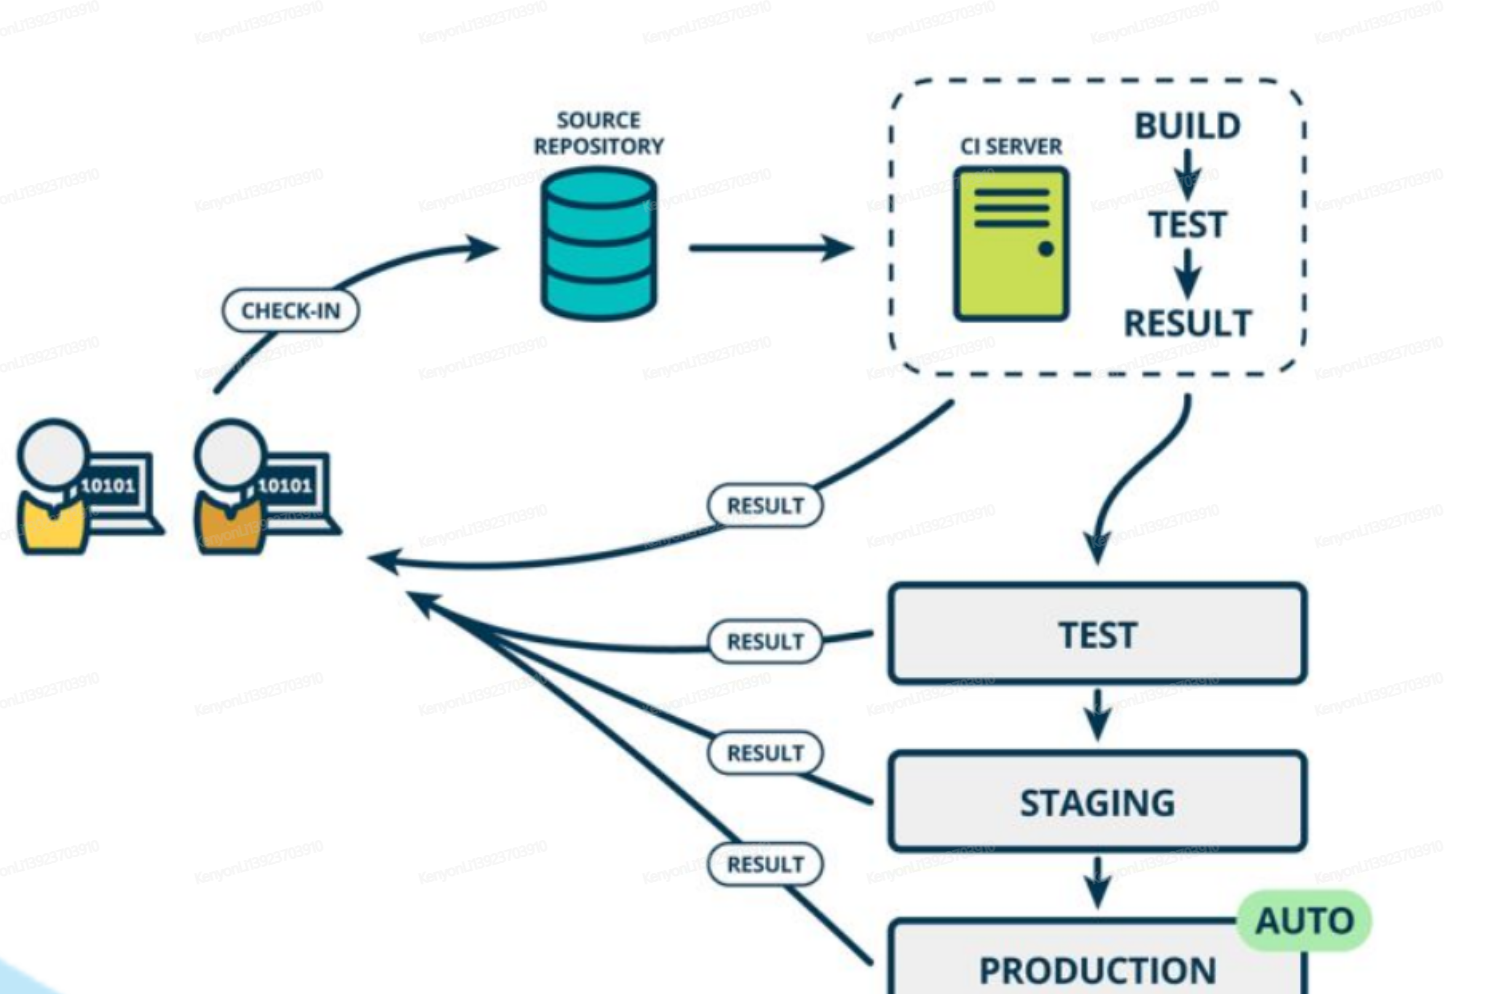 SOURCE
REPOSITORY
CI SERVER
BUILD
TEST
RESULT
CHECK-IN
10101
10101
RESULT
RESULT
TEST
RESULT
STAGING
RESULT
AUTO
PRODUCTION